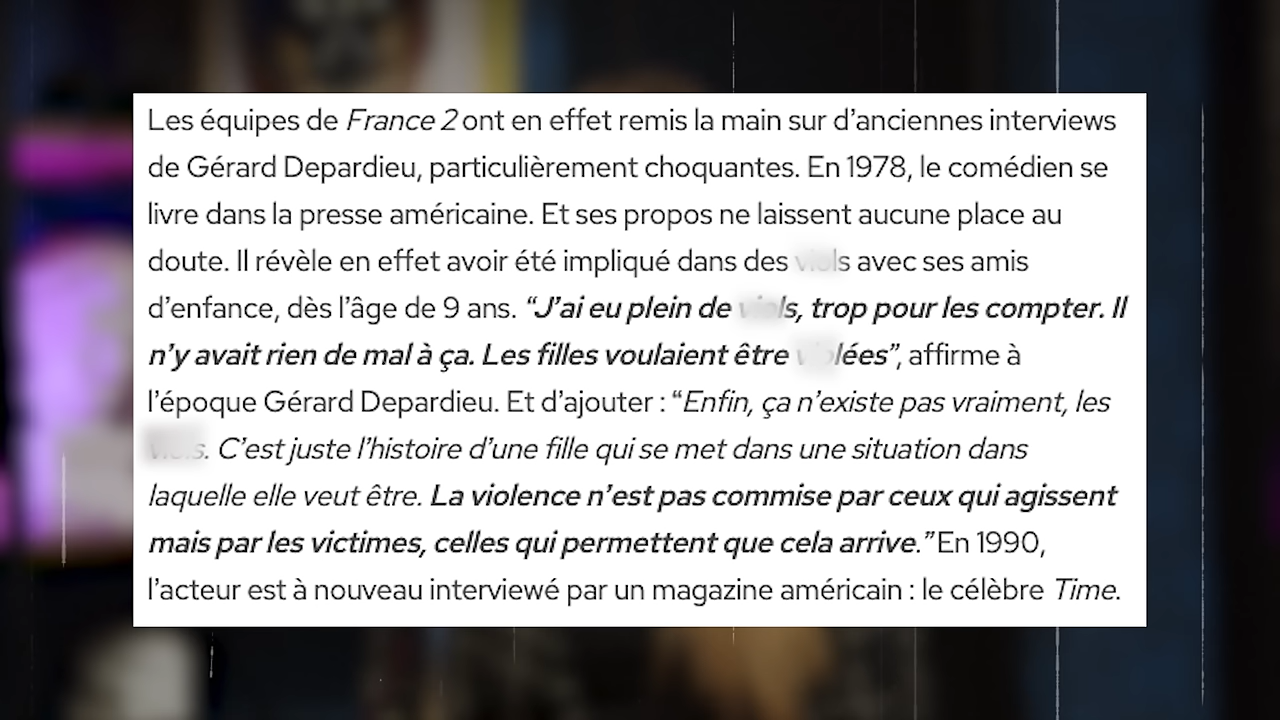 Les équipes de France 2 ont en effet remis la main sur d’anciennes interviews
de Gérard Depardieu, particulièrement choquantes. En 1978, le comédien se
livre dans la presse américaine. Et ses propos ne laissent aucune place au
doute. Il révèle en effet avoir été impliqué dans des viols avec ses amis
d’enfance, dès l’âge de 9 ans. “J’ai eu plein de viols, trop pour les compter. Il
n’y avait rien de mal à ça. Les filles voulaient être violées”, affirme à
l’époque Gérard Depardieu. Et d’ajouter : “Enfin, ça n’existe pas vraiment, les
viols. C’est juste l’histoire d’une fille qui se met dans une situation dans
laquelle elle veut être. La violence n’est pas commise par ceux qui agissent
mais par les victimes, celles qui permettent que cela arrive.” En 1990,
l’acteur est à nouveau interviewé par un magazine américain : le célèbre Time.